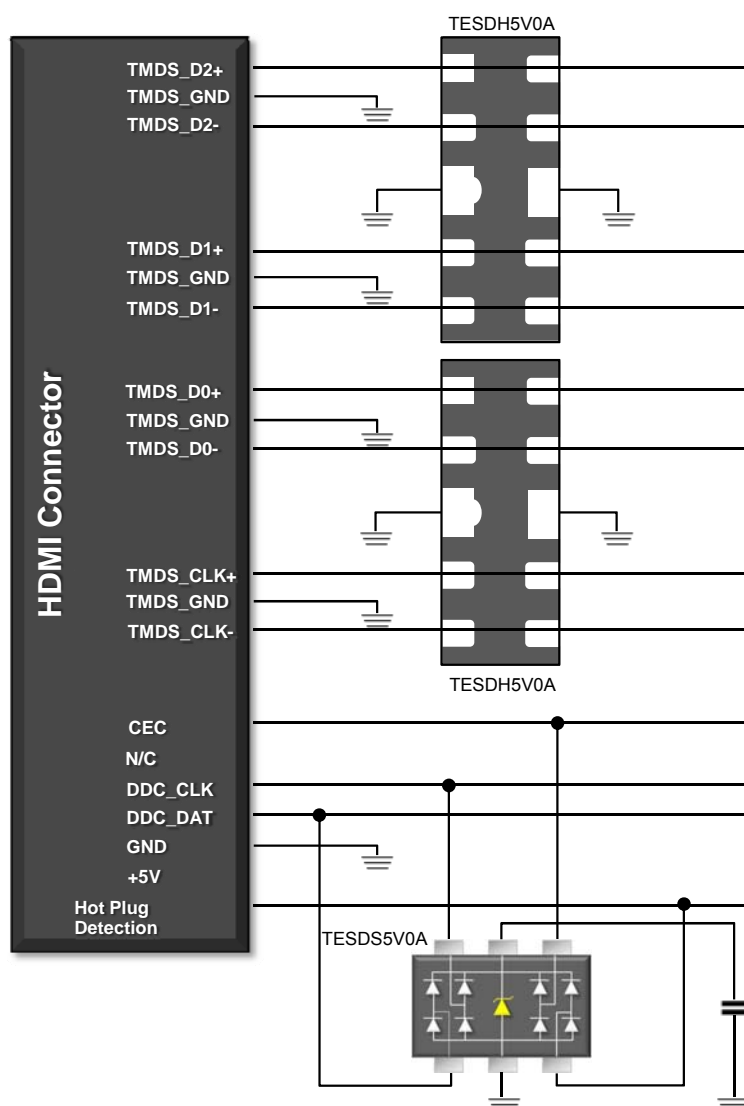 TESDH5V0A
TMDS_D2+
TMDS_GND
TMDS_D2-
TMDS_D1+
TMDS_GND
TMDS_D1-
HDMI Connector
TMDS_D0+
TMDS_GND
TMDS_D0-
TMDS_CLK+
TMDS_GND
TMDS_CLK-
TESDH5V0A
CEC
N/C
DDC_CLK
DDC_DAT
GND
+5V
Hot Plug
Detection
TESDS5V0A